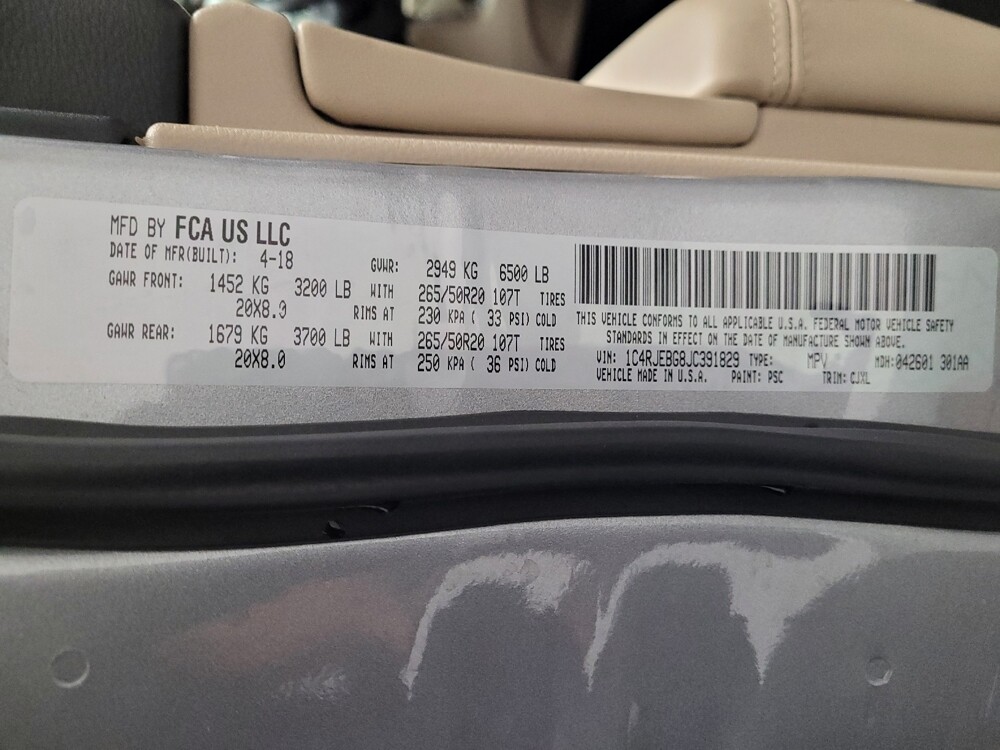 MFD BY FCA US LLC
DATE OF MFR(BUILT): 4-18 GVWR: 2949 KG 6500 LB
GAWR FRONT: 1452 KG 3200 LB WITH 265/50R20 107T TIRES
20X8.0 RIMS AT 230 KPA ( 33 PSI) COLD
GAWR REAR: 1679 KG 3700 LB WITH 265/50R20 107T TIRES
20X8.0 RIMS AT 250 KPA ( 36 PSI) COLD
THIS VEHICLE CONFORMS TO ALL APPLICABLE U.S.A. FEDERAL MOTOR VEHICLE SAFETY
STANDARDS IN EFFECT ON THE DATE OF MANUFACTURE SHOWN ABOVE.
VIN: 1C4RJEBG8JC391829 TYPE: MPV MDH: 042601 301AA
VEHICLE MADE IN U.S.A. PAINT: PSC TRIM: CJXL